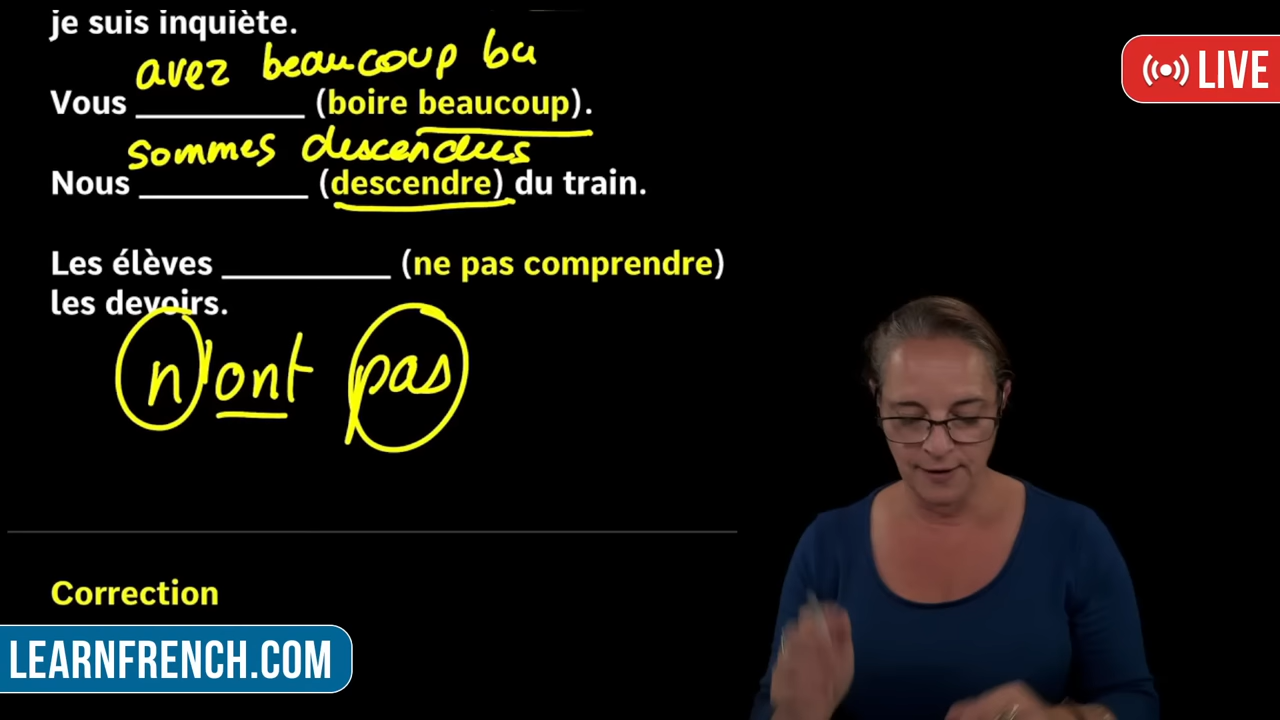 je suis inquiète.
avez beaucoup bu
Vous __________ (boire beaucoup).
sommes descendus
Nous __________ (descendre) du train.
Les élèves __________ (ne pas comprendre)
les devoirs.
n'ont pas
Correction
LEARNFRENCH.COM
LIVE